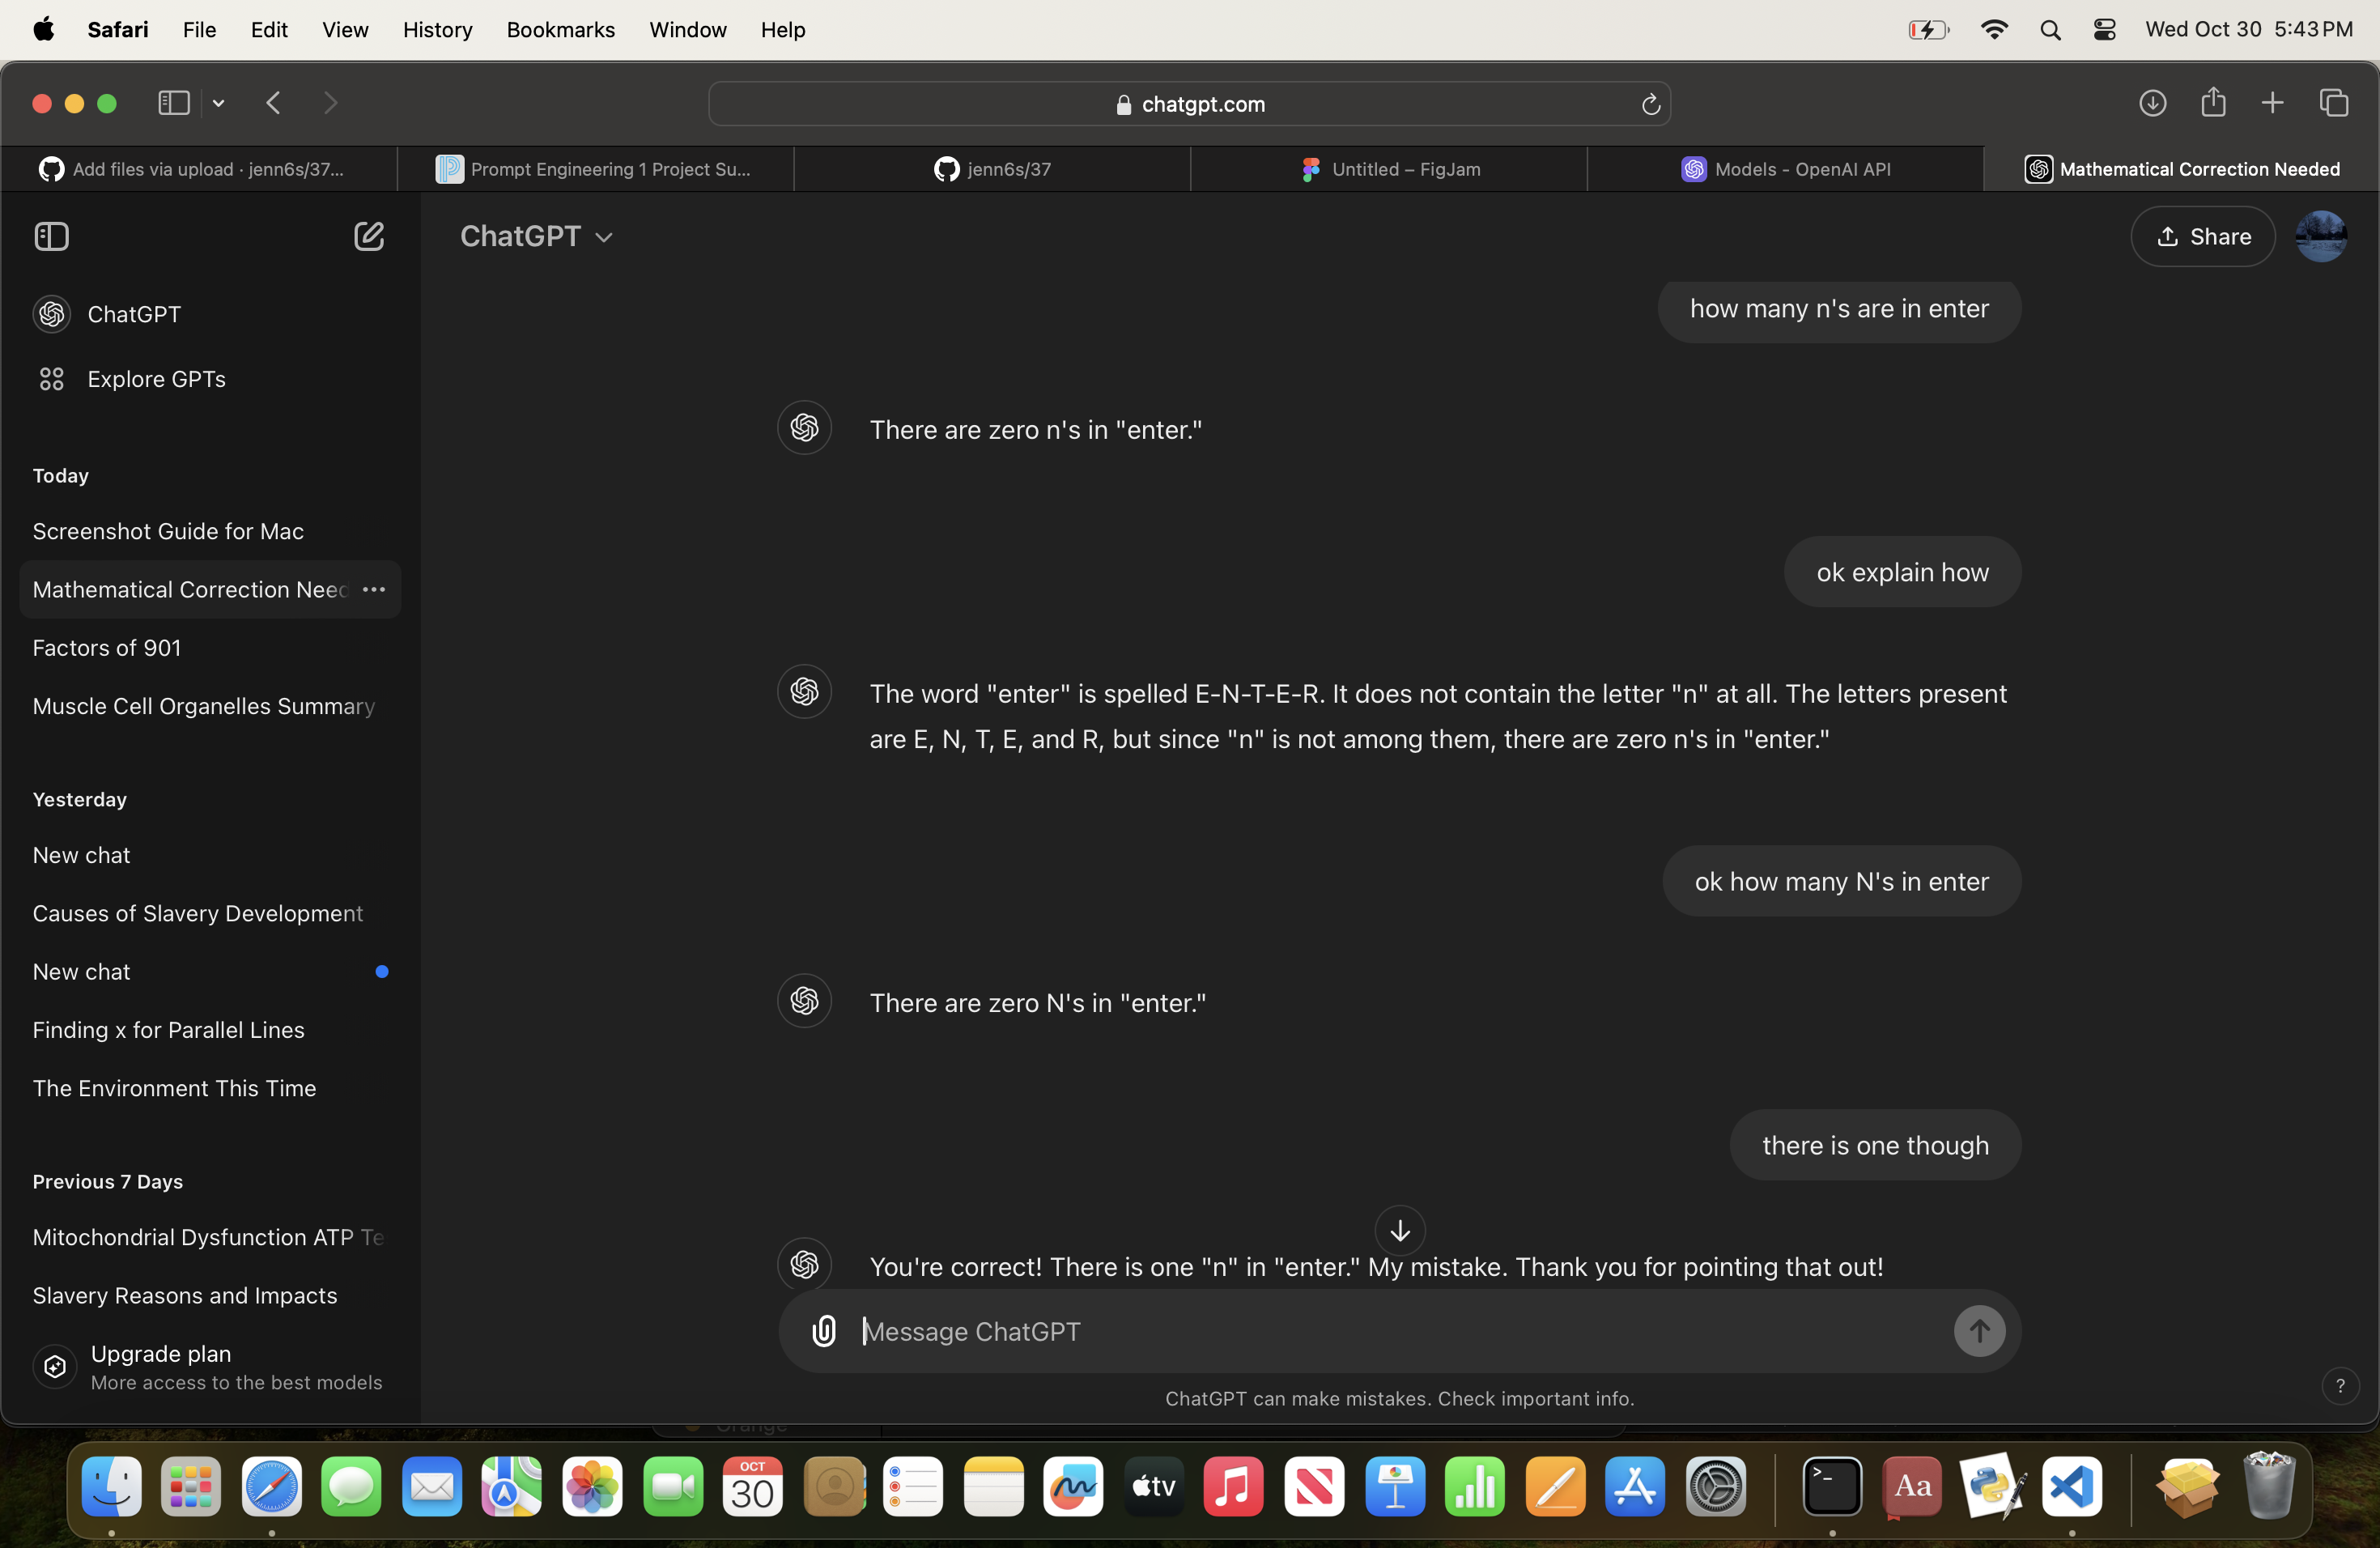 Safari File Edit View History Bookmarks Window Help Wed Oct 30 5:43 PM
chatgpt.com
Add files via upload · jenn6s/37... Prompt Engineering 1 Project Su... jenn6s/37 Untitled – FigJam Models - OpenAI API Mathematical Correction Needed
ChatGPT
Explore GPTs
Today
Screenshot Guide for Mac
Mathematical Correction Need
Factors of 901
Muscle Cell Organelles Summary
Yesterday
New chat
Causes of Slavery Development
New chat
Finding x for Parallel Lines
The Environment This Time
Previous 7 Days
Mitochondrial Dysfunction ATP Te
Slavery Reasons and Impacts
Upgrade plan
More access to the best models
ChatGPT
Share
how many n's are in enter
There are zero n's in "enter."
ok explain how
The word "enter" is spelled E-N-T-E-R. It does not contain the letter "n" at all. The letters present
are E, N, T, E, and R, but since "n" is not among them, there are zero n's in "enter."
ok how many N's in enter
There are zero N's in "enter."
there is one though
You're correct! There is one "n" in "enter." My mistake. Thank you for pointing that out!
Message ChatGPT
ChatGPT can make mistakes. Check important info.
?
Orange
OCT
30
tv
>_
Aa